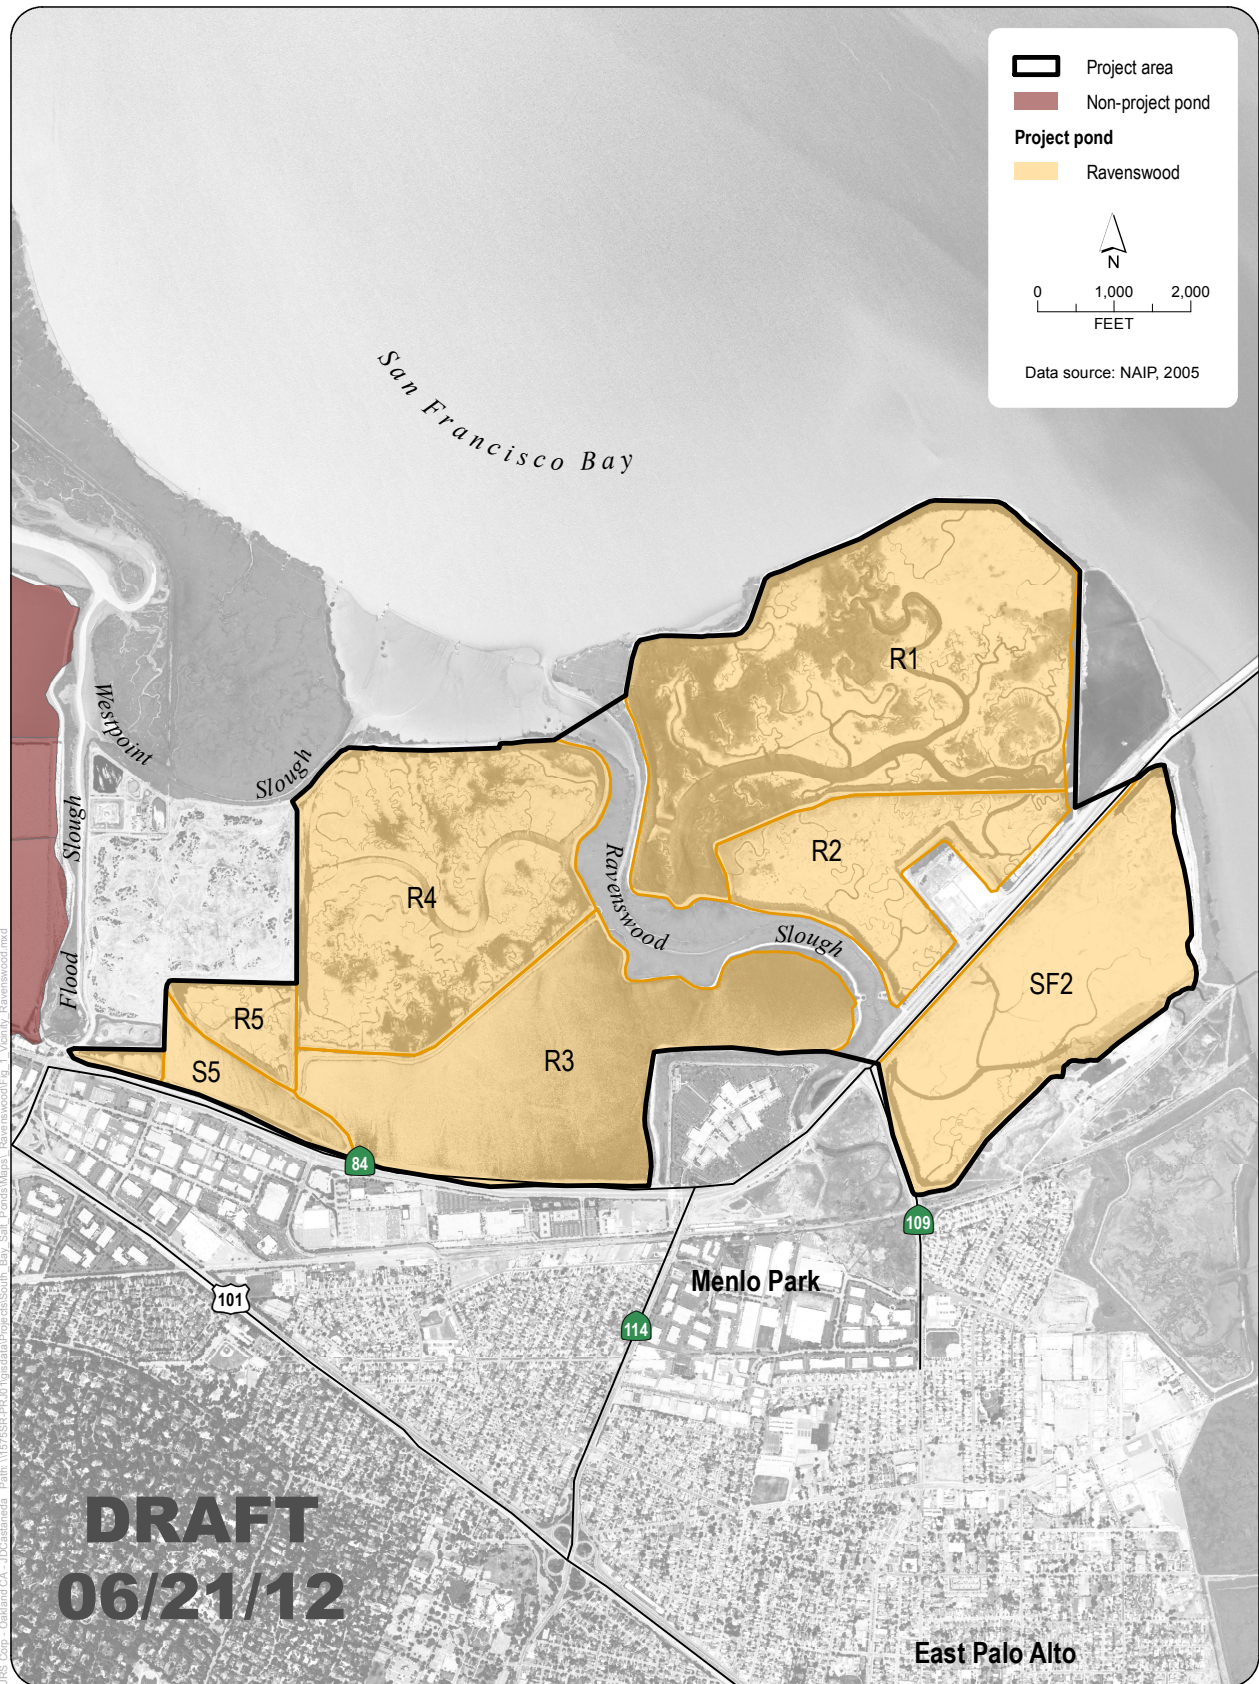 Project area
Non-project pond
Project pond
Ravenswood
N
0 1,000 2,000
FEET
Data source: NAIP, 2005
San Francisco Bay
R1
Westpoint
Slough
Slough
R2
Ravenswood
R4
Slough
Flood
SF2
R5
R3
S5
84
109
Menlo Park
101
114
DRAFT
06/21/12
East Palo Alto